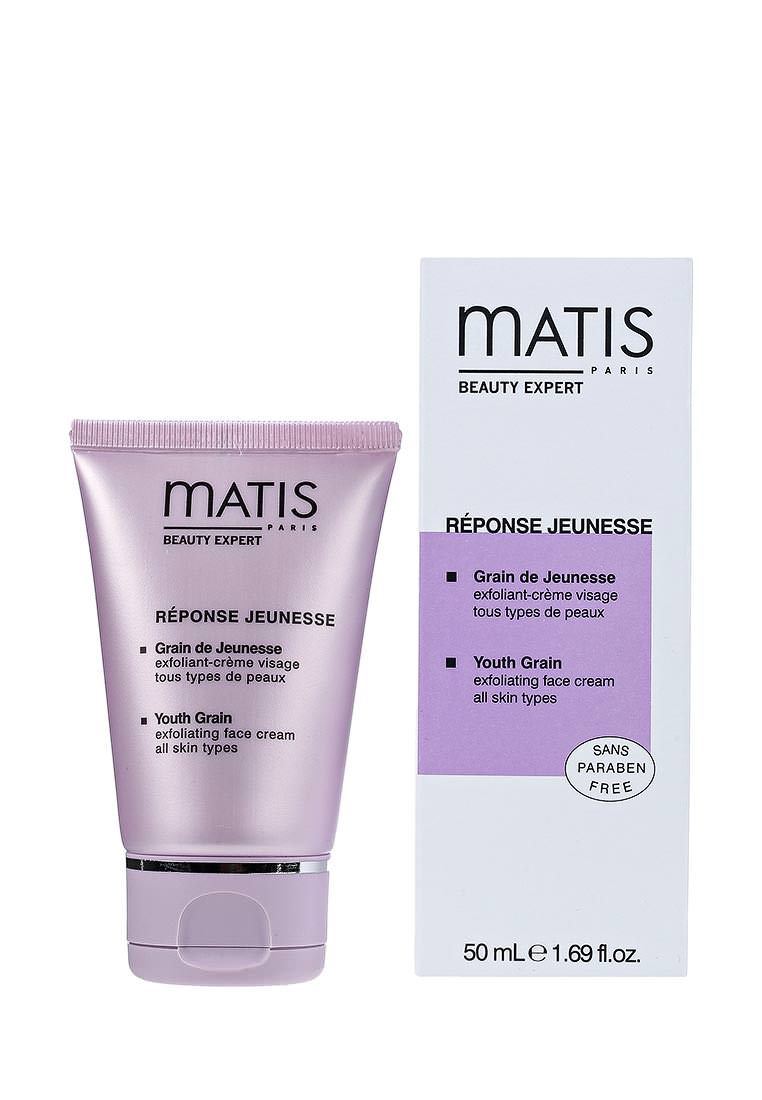 MATIS
PARIS
BEAUTY EXPERT
RÉPONSE JEUNESSE
Grain de Jeunesse
exfoliant-crème visage
tous types de peaux
Youth Grain
exfoliating face cream
all skin types
MATIS
PARIS
BEAUTY EXPERT
RÉPONSE JEUNESSE
Grain de Jeunesse
exfoliant-crème visage
tous types de peaux
Youth Grain
exfoliating face cream
all skin types
SANS
PARABEN
FREE
50 mL e 1.69 fl.oz.